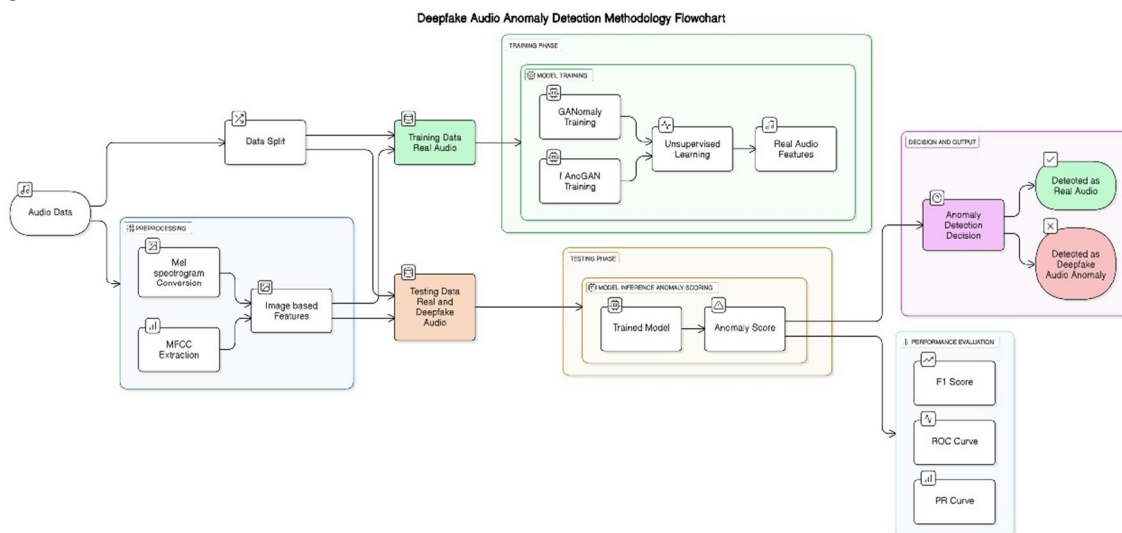 Deepfake Audio Anomaly Detection Methodology Flowchart
Audio Data
Data Split
PREPROCESSING
Mel
spectrogram
Conversion
MFCC
Extraction
Image based
Features
Training Data
Real Audio
Testing Data
Real and
Deepfake
Audio
TRAINING PHASE
MODEL TRAINING
GANomaly
Training
f AnoGAN
Training
Unsupervised
Learning
Real Audio
Features
TESTING PHASE
MODEL INFERENCE ANOMALY SCORING
Trained Model
Anomaly Score
DECISION AND OUTPUT
Anomaly
Detection
Decision
Detected as
Real Audio
Detected as
Deepfake
Audio Anomaly
PERFORMANCE EVALUATION
F1 Score
ROC Curve
PR Curve